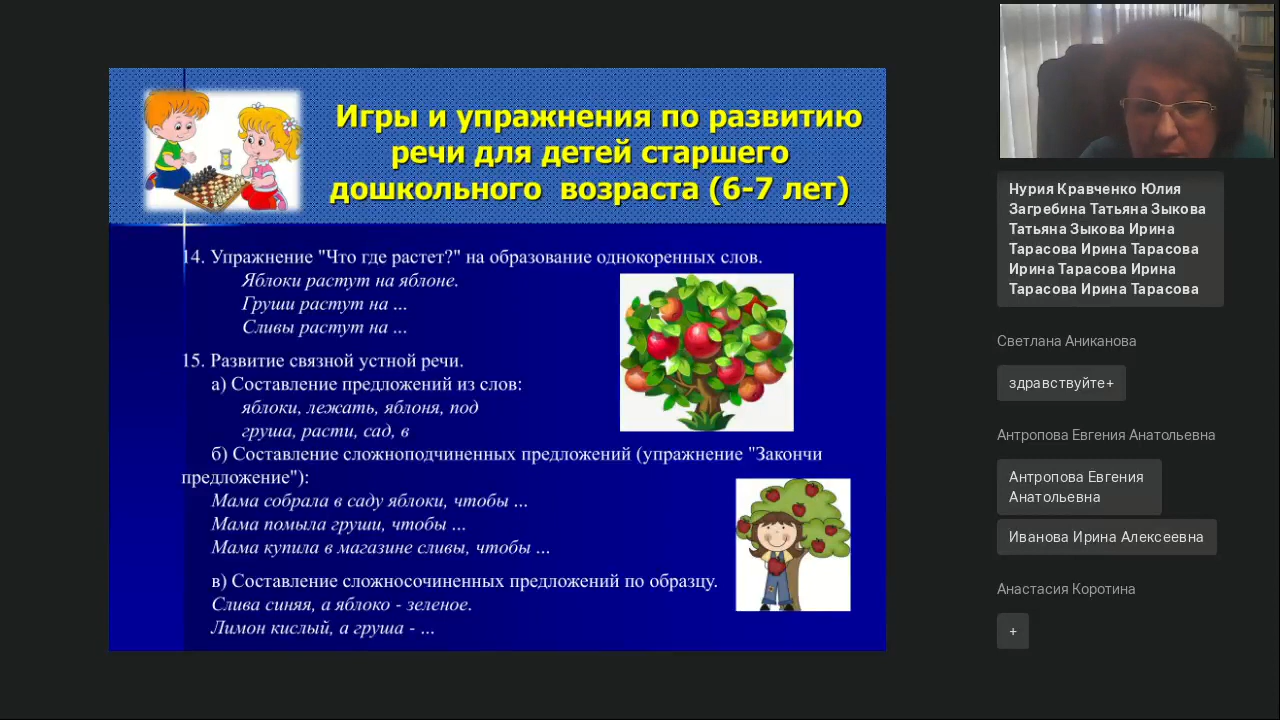 Игры и упражнения по развитию
речи для детей старшего
дошкольного возраста (6-7 лет)
14. Упражнение "Что где растет?" на образование однокоренных слов.
Яблоки растут на яблоне.
Груши растут на ...
Сливы растут на ...
15. Развитие связной устной речи.
а) Составление предложений из слов:
яблоки, лежать, яблоня, под
груша, расти, сад, в
б) Составление сложноподчиненных предложений (упражнение "Закончи
предложение"):
Мама собрала в саду яблоки, чтобы ...
Мама помыла груши, чтобы ...
Мама купила в магазине сливы, чтобы ...
в) Составление сложносочиненных предложений по образцу.
Слива синяя, а яблоко - зеленое.
Лимон кислый, а груша - ...
Нурия Кравченко Юлия
Загребина Татьяна Зыкова
Татьяна Зыкова Ирина
Тарасова Ирина Тарасова
Ирина Тарасова Ирина
Тарасова Ирина Тарасова
Светлана Аниканова
здравствуйте+
Антропова Евгения Анатольевна
Антропова Евгения
Анатольевна
Иванова Ирина Алексеевна
Анастасия Коротина
+